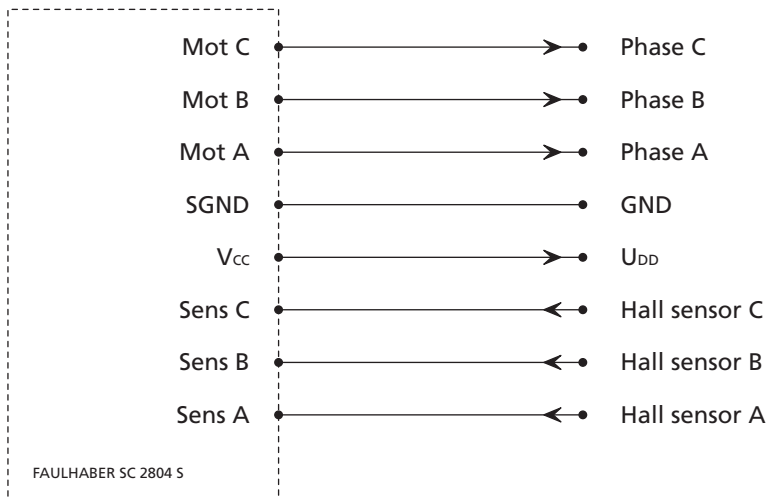 Mot C Phase C
Mot B Phase B
Mot A Phase A
SGND GND
VCC UDD
Sens C Hall sensor C
Sens B Hall sensor B
Sens A Hall sensor A
FAULHABER SC 2804 S